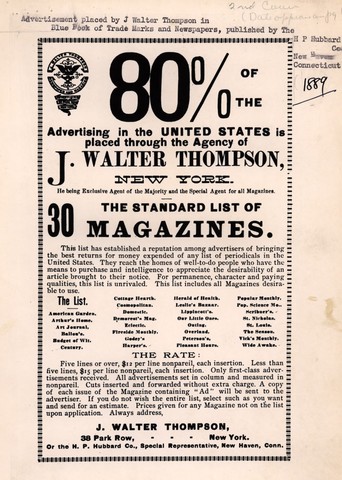 2nd Cover
Advertisement placed by J Walter Thompson in
Blue Book of Trade Marks and Newspapers, published by The
H P Hubbard
Co
New Haven
Connecticut
1889
80% OF
THE
Advertising in the UNITED STATES is
placed through the Agency of
J. WALTER THOMPSON,
NEW YORK.
He being Exclusive Agent of the Majority and the Special Agent for all Magazines.
30 THE STANDARD LIST OF
MAGAZINES.
This list has established a reputation among advertisers of bringing
the best returns for money expended of any list of periodicals in the
United States. They reach the homes of well-to-do people who have the
means to purchase and intelligence to appreciate the desirability of an
article brought to their notice. For permanence, character and paying
qualities, this list is unrivaled. This list includes all Magazines desira-
ble to use.
The List.
American Garden.
Arthur's Home.
Art Journal,
Ballou's.
Budget of Wit.
Century.
Cottage Hearth.
Cosmopolitan.
Domestic.
Demorest's Mag.
Eclectic.
Fireside Monthly.
Godey's
Harper's.
Herald of Health.
Leslie's Bazaar.
Lippincott's.
Our Little Ones.
Outing.
Overland.
Peterson's.
Pleasant Hours.
Popular Monthly.
Pop. Science Mo.
Scribner's.
St. Nicholas.
St. Louis.
The Season.
Vick's Monthly.
Wide Awake.
THE RATE:
Five lines or over, $12 per line nonpareil, each insertion. Less than
five lines, $15 per line nonpareil, each insertion. Only first-class adver-
tisements received. All advertisements set in column and measured in
nonpareil. Cuts inserted and forwarded without extra charge. A copy
of each issue of the Magazine containing "Ad" will be sent to the
advertiser. If you do not wish the entire list, select such as you want
and send for an estimate. Prices given for any Magazine not on the list
upon application. Always address,
J. WALTER THOMPSON,
38 Park Row, - - - New York.
Or the H. P. Hubbard Co., Special Representative, New Haven, Conn.